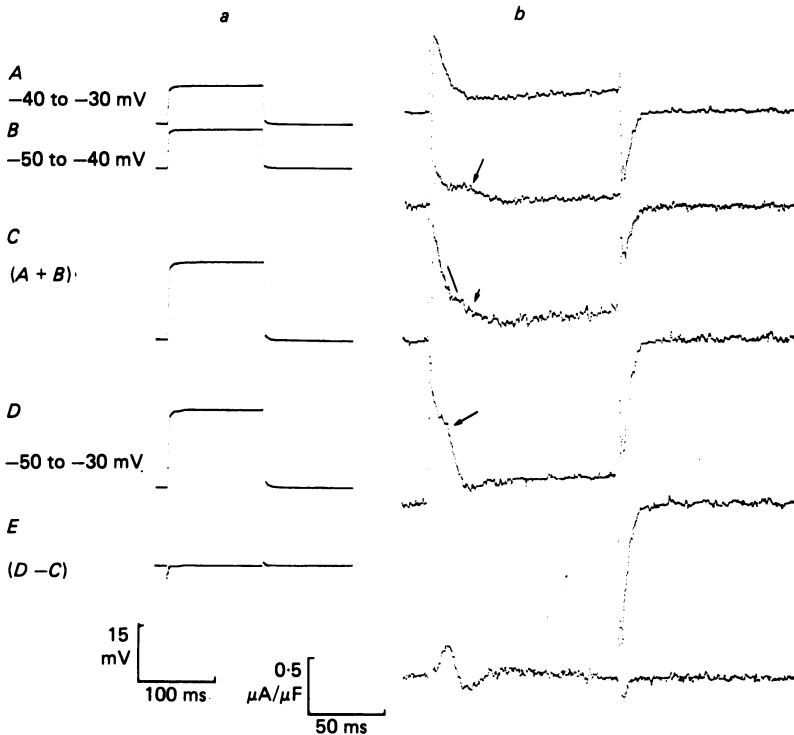 a b
A
−40 to −30 mV
B
−50 to −40 mV
C
(A + B)
D
−50 to −30 mV
E
(D −C)
15
mV
100 ms
0·5
μA/μF
50 ms